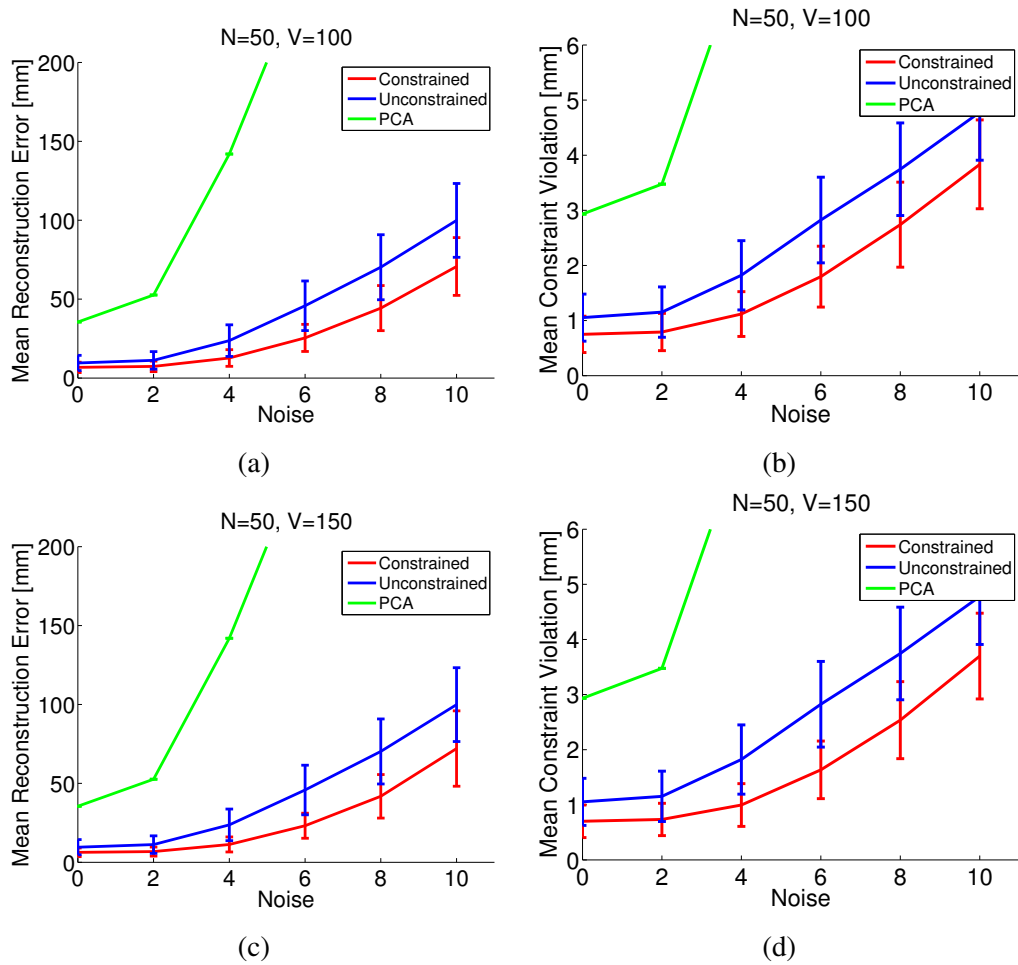 N=50, V=100
Mean Reconstruction Error [mm]
200
150
100
50
0
0 2 4 6 8 10
Noise
Constrained
Unconstrained
PCA
(a)
N=50, V=100
Mean Constraint Violation [mm]
6
5
4
3
2
1
0
0 2 4 6 8 10
Noise
Constrained
Unconstrained
PCA
(b)
N=50, V=150
Mean Reconstruction Error [mm]
200
150
100
50
0
0 2 4 6 8 10
Noise
Constrained
Unconstrained
PCA
(c)
N=50, V=150
Mean Constraint Violation [mm]
6
5
4
3
2
1
0
0 2 4 6 8 10
Noise
Constrained
Unconstrained
PCA
(d)